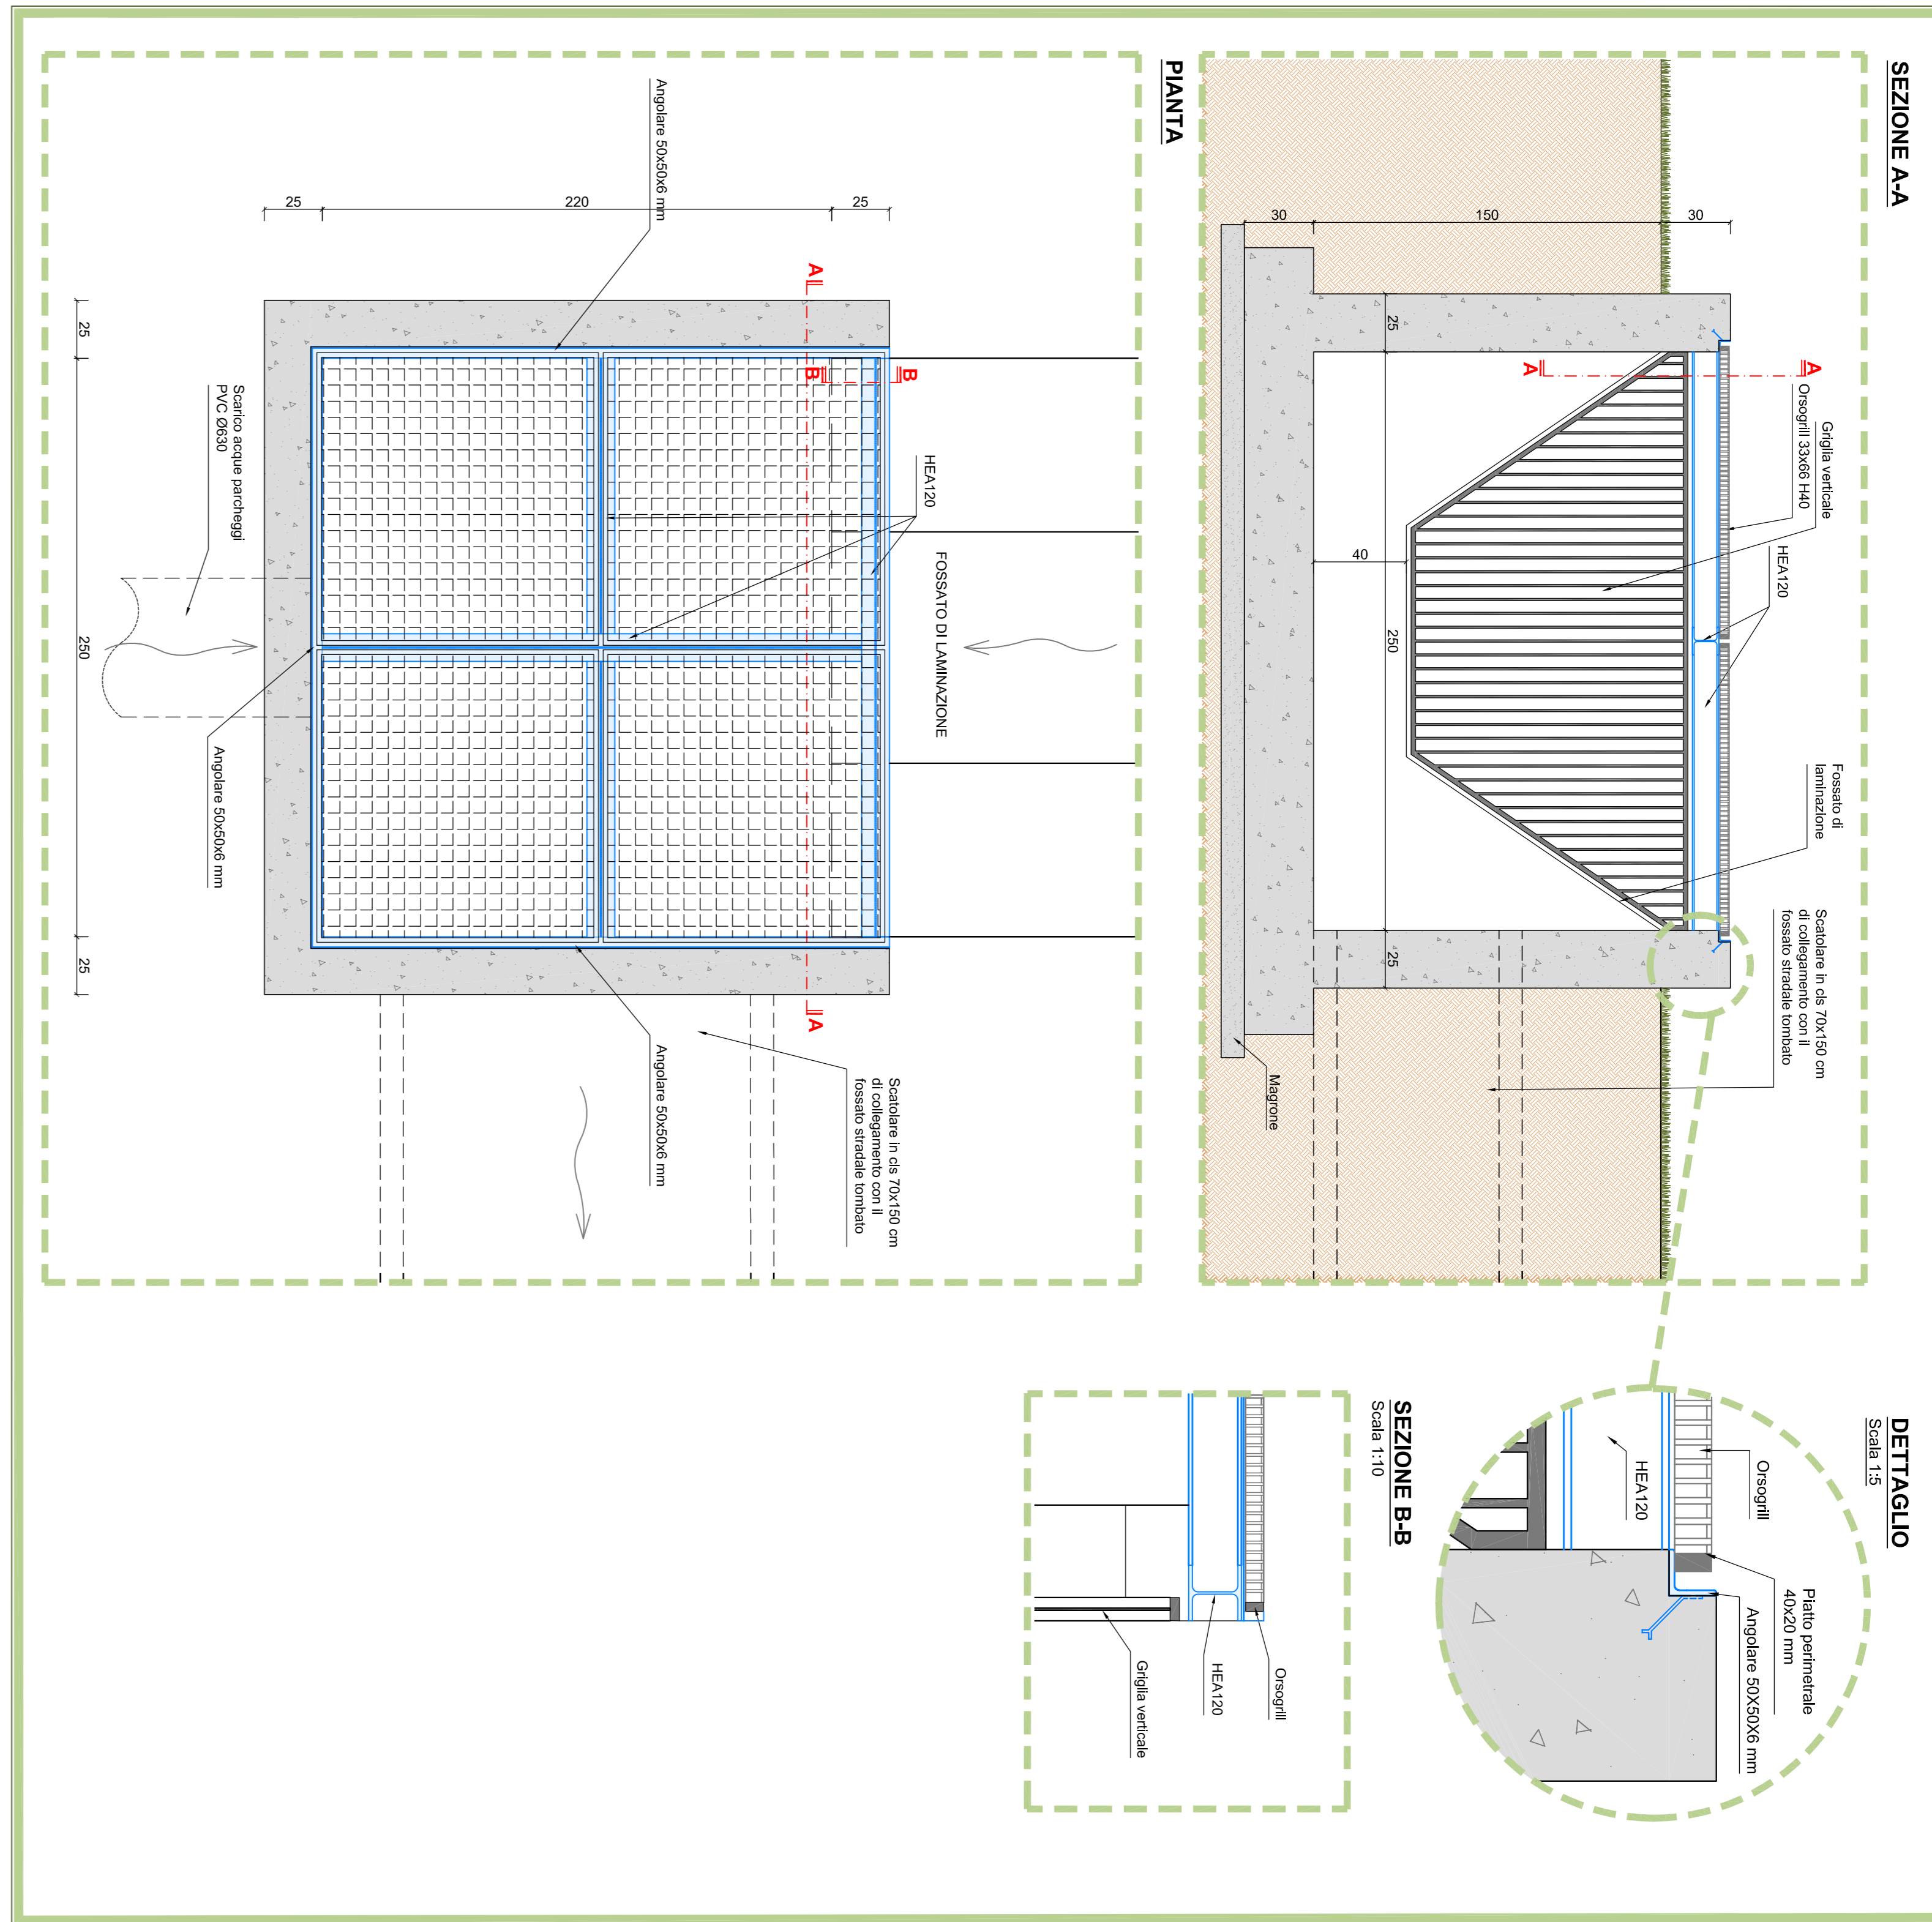 SEZIONE A-A
30
150
30
25
250
25
40
A
A
Griglia verticale
Orsogrill 33x66 H40
HEA120
Fossato di
laminazione
Scatolare in cls 70x150 cm
di collegamento con il
fossato stradale tombato
Magrone
PIANTA
Angolare 50x50x6 mm
25
220
25
A
B
B
HEA120
FOSSATO DI LAMINAZIONE
25
250
25
Scarico acque parcheggi
PVC Ø630
Angolare 50x50x6 mm
A
Angolare 50x50x6 mm
Scatolare in cls 70x150 cm
di collegamento con il
fossato stradale tombato
DETTAGLIO
Scala 1:5
Orsogrill
HEA120
Piatto perimetrale
40x20 mm
Angolare 50X50X6 mm
SEZIONE B-B
Scala 1:10
Orsogrill
HEA120
Griglia verticale